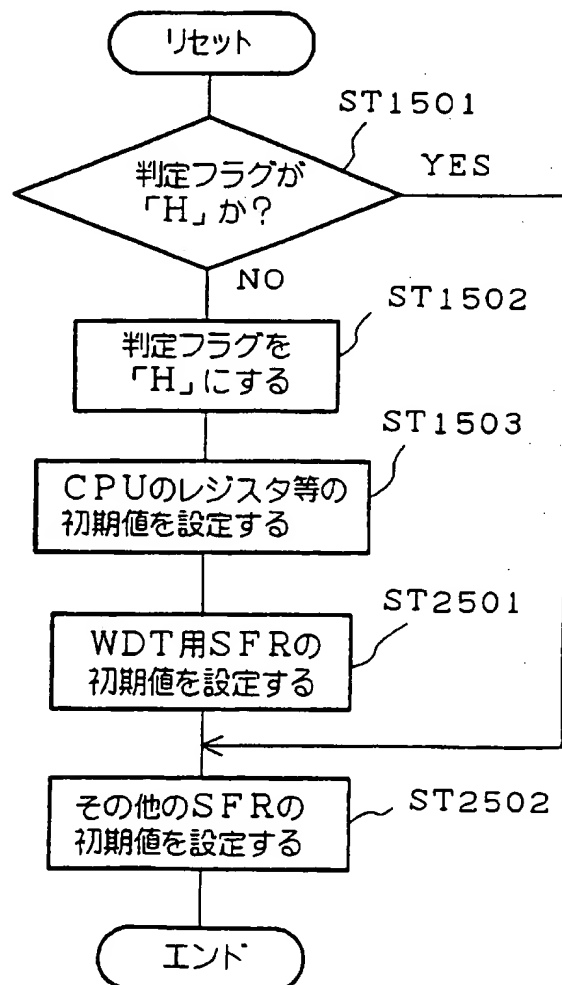 リセット
ST1501
判定フラグが
「H」か?
YES
NO
ST1502
判定フラグを
「H」にする
ST1503
CPUのレジスタ等の
初期値を設定する
ST2501
WDT用SFRの
初期値を設定する
その他のSFRの
初期値を設定する
ST2502
エンド